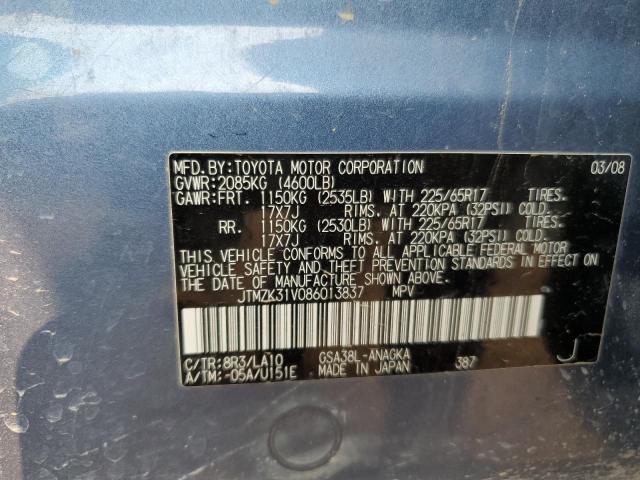 MFD.BY:TOYOTA MOTOR CORPORATION 03/08
GVWR:2085KG (4600LB)
GAWR:FRT. 1150KG (2535LB) WITH 225/65R17 TIRES.
17X7J RIMS. AT 220KPA (32PSI) COLD.
RR. 1150KG (2530LB) WITH 225/65R17 TIRES.
17X7J RIMS. AT 220KPA (32PSI) COLD.
THIS VEHICLE CONFORMS TO ALL APPLICABLE FEDERAL MOTOR
VEHICLE SAFETY AND THEFT PREVENTION STANDARDS IN EFFECT ON
THE DATE OF MANUFACTURE SHOWN ABOVE.
JTMZK31V086013837 MPV
C/TR:8R3/LA10 GSA38L-ANAGKA 387 J
A/TM:-05A/U151E MADE IN JAPAN